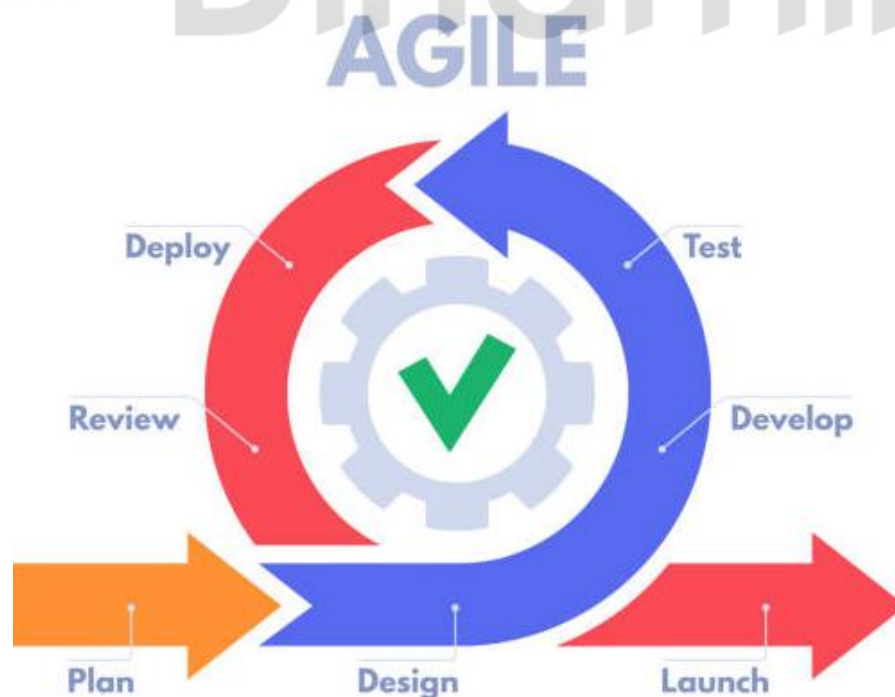 AGILE
Deploy
Test
Review
Develop
Plan
Design
Launch